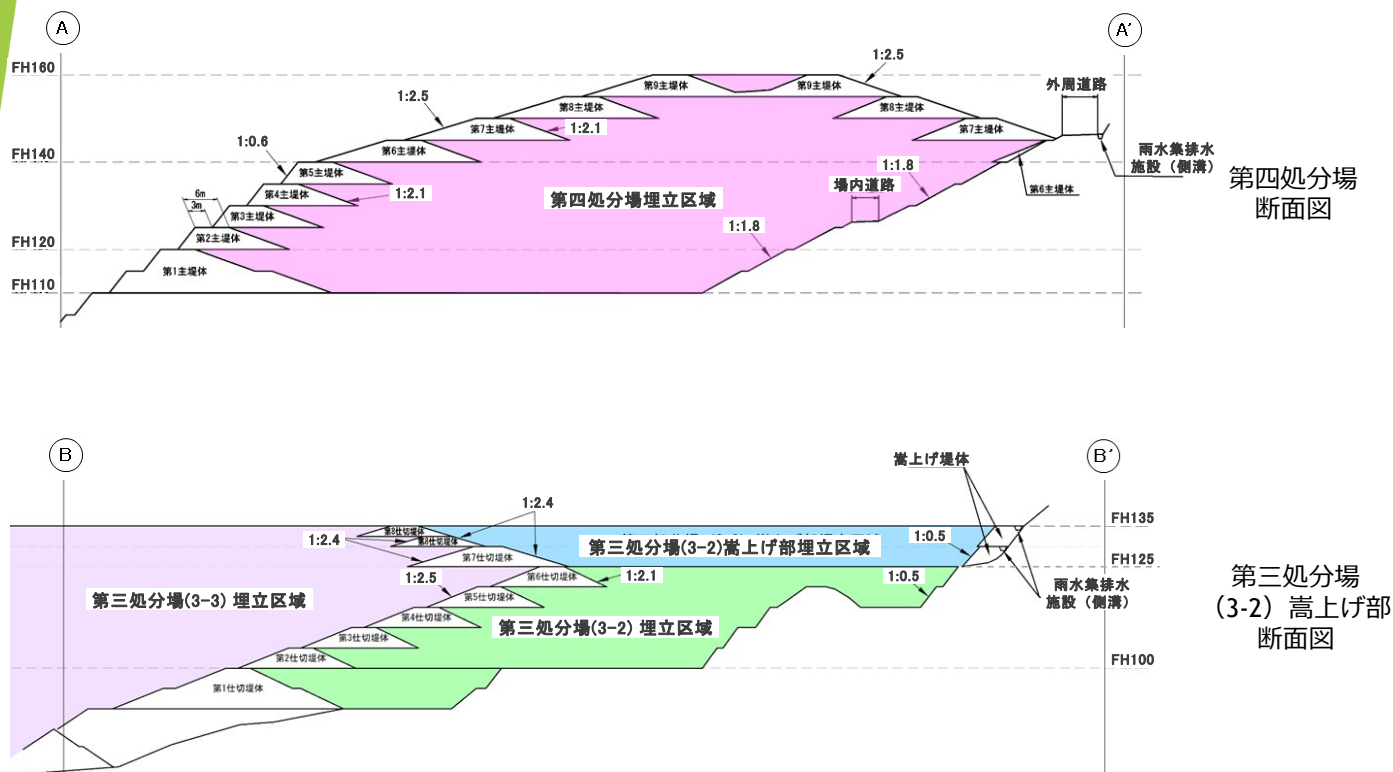 A
A'
FH160
1:2.5
第9主堤体
第9主堤体
外周道路
1:2.5
第8主堤体
第8主堤体
第7主堤体
1:2.1
第7主堤体
1:0.6
第6主堤体
雨水集排水
施設（側溝）
FH140
1:1.8
第5主堤体
場内道路
第6主堤体
第四処分場
断面図
6m
3m
第4主堤体
1:2.1
第四処分場埋立区域
第3主堤体
1:1.8
第2主堤体
FH120
第1主堤体
FH110
B
B'
嵩上げ堤体
1:2.4
FH135
第8仕切堤体
第8仕切堤体
1:2.4
第三処分場(3-2)嵩上げ部埋立区域
1:0.5
第7仕切堤体
FH125
1:2.5
第6仕切堤体
1:2.1
1:0.5
雨水集排水
施設（側溝）
第三処分場(3-3) 埋立区域
第5仕切堤体
第4仕切堤体
第三処分場(3-2) 埋立区域
第3仕切堤体
第2仕切堤体
FH100
第1仕切堤体
第三処分場
（3-2）嵩上げ部
断面図